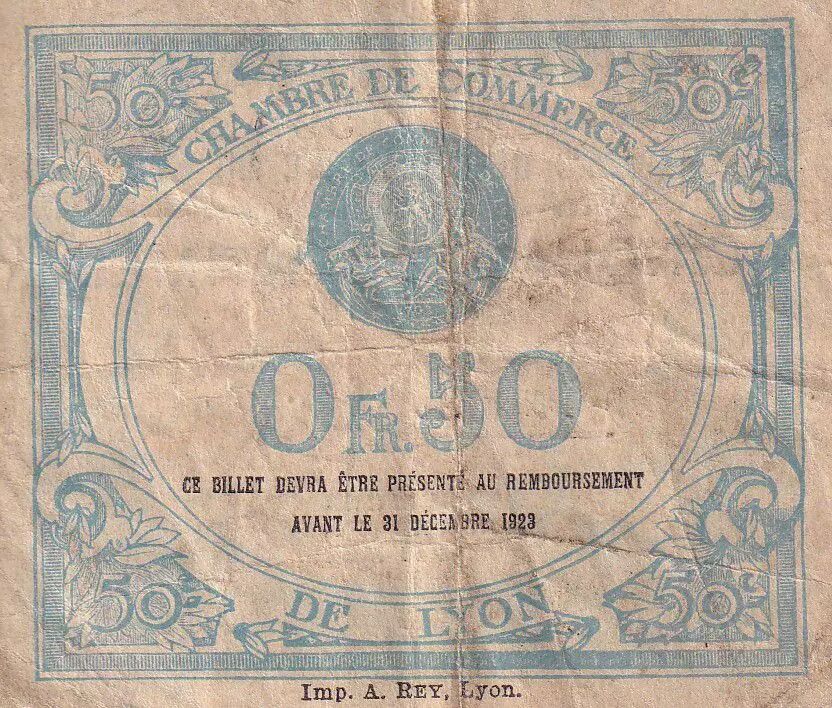 50c 50c
CHAMBRE DE COMMERCE
0 FR. 50
CE BILLET DEVRA ÊTRE PRÉSENTÉ AU REMBOURSEMENT
AVANT LE 31 DÉCEMBRE 1923
50c 50c
DE LYON
Imp. A. REY, Lyon.